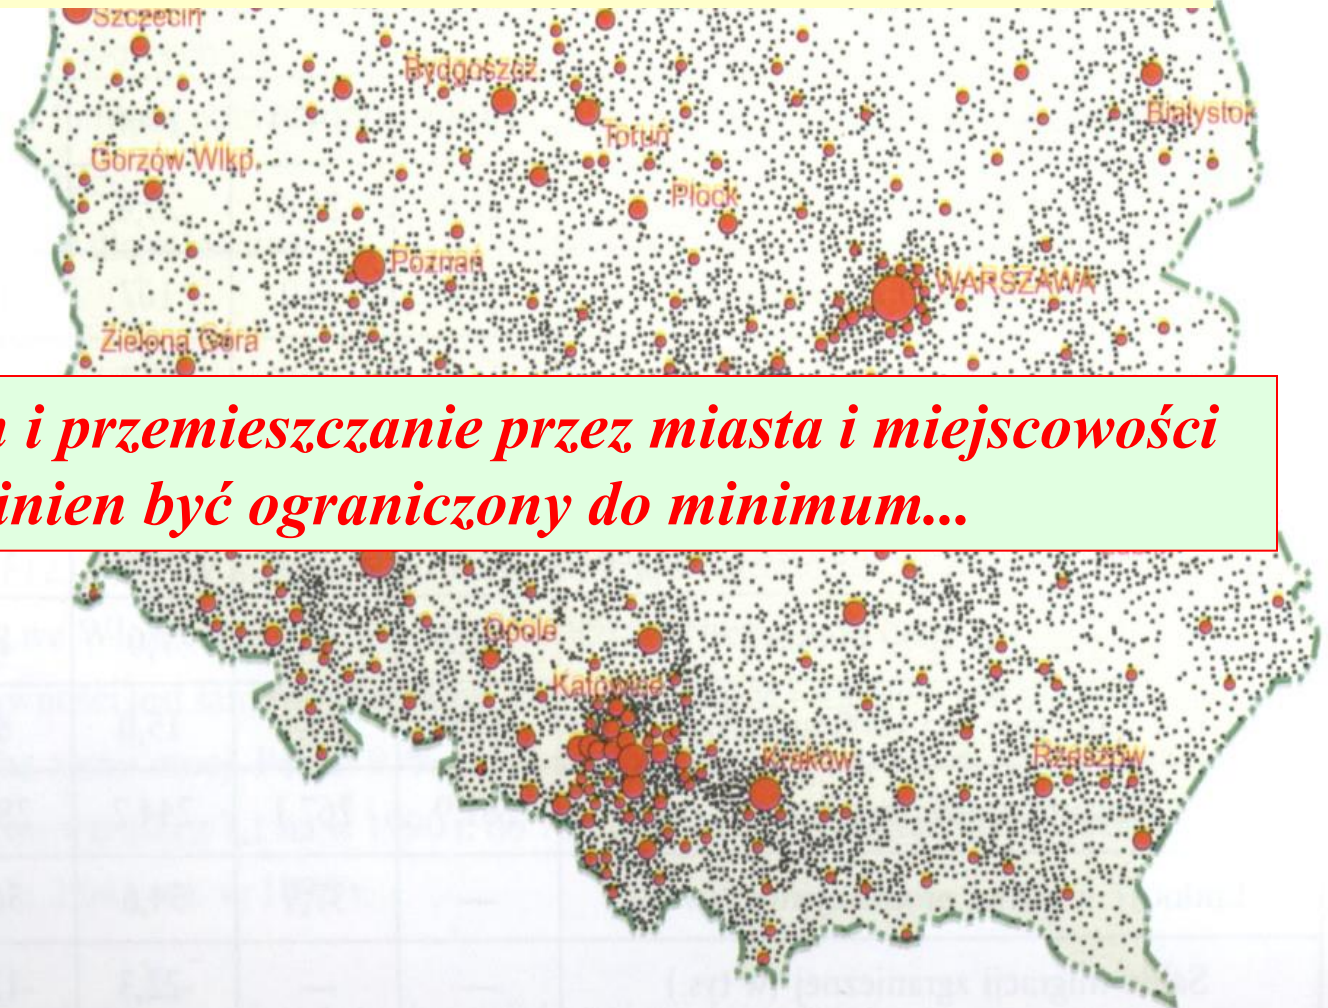 Szczecin
Bydgoszcz
Białystok
Toruń
Gorzów Wlkp.
Płock
Poznań
WARSZAWA
Zielona Góra
i przemieszczanie przez miasta i miejscowości
być ograniczony do minimum...
Opole
Katowice
Kraków
Rzeszów